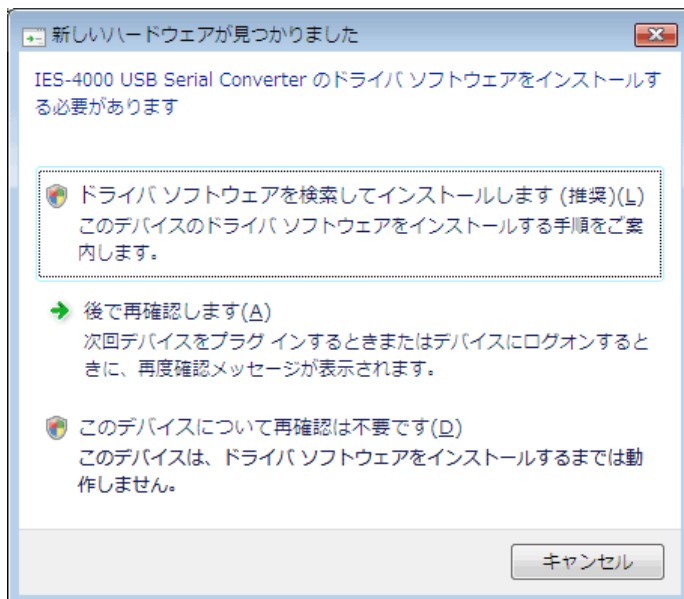 新しいハードウェアが見つかりました
IES-4000 USB Serial Converter のドライバ ソフトウェアをインストールす
る必要があります
ドライバ ソフトウェアを検索してインストールします (推奨)(L)
このデバイスのドライバ ソフトウェアをインストールする手順をご案
内します。
後で再確認します(A)
次回デバイスをプラグ インするときまたはデバイスにログオンすると
きに、再度確認メッセージが表示されます。
このデバイスについて再確認は不要です(D)
このデバイスは、ドライバ ソフトウェアをインストールするまでは動
作しません。
キャンセル